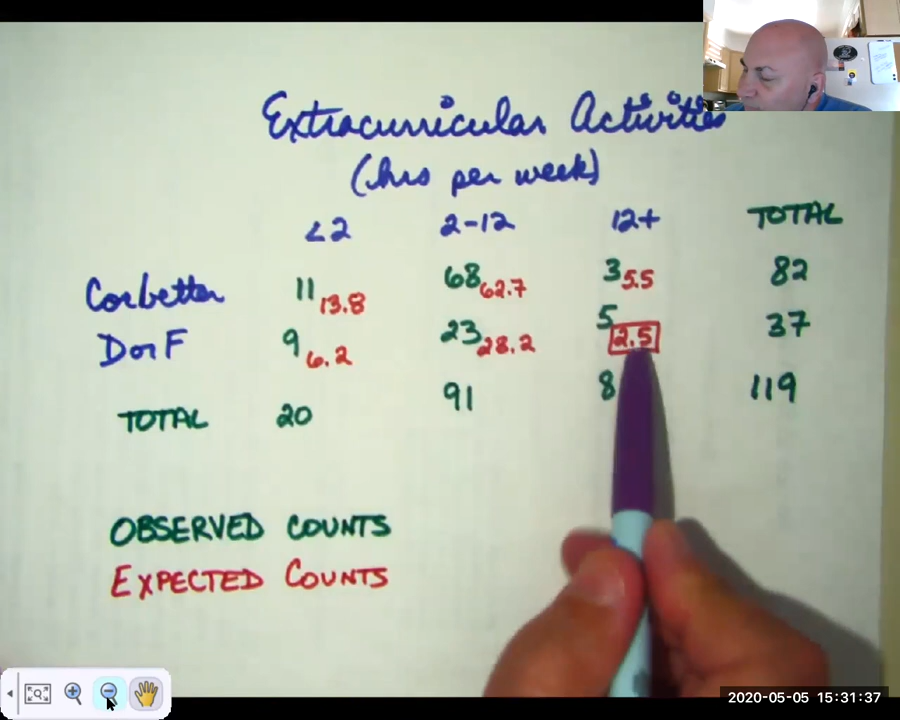 Extracurricular Activities
(hrs per week)
<2 2-12 12+ TOTAL
C or better 11 13.8 68 62.7 3 5.5 82
D or F 9 6.2 23 28.2 5 2.5 37
TOTAL 20 91 8 119
OBSERVED COUNTS
EXPECTED COUNTS
2020-05-05 15:31:37